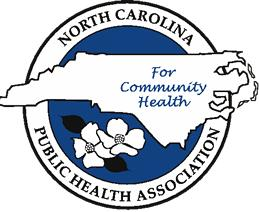 NORTH CAROLINA
For
Community
Health
PUBLIC HEALTH ASSOCIATION